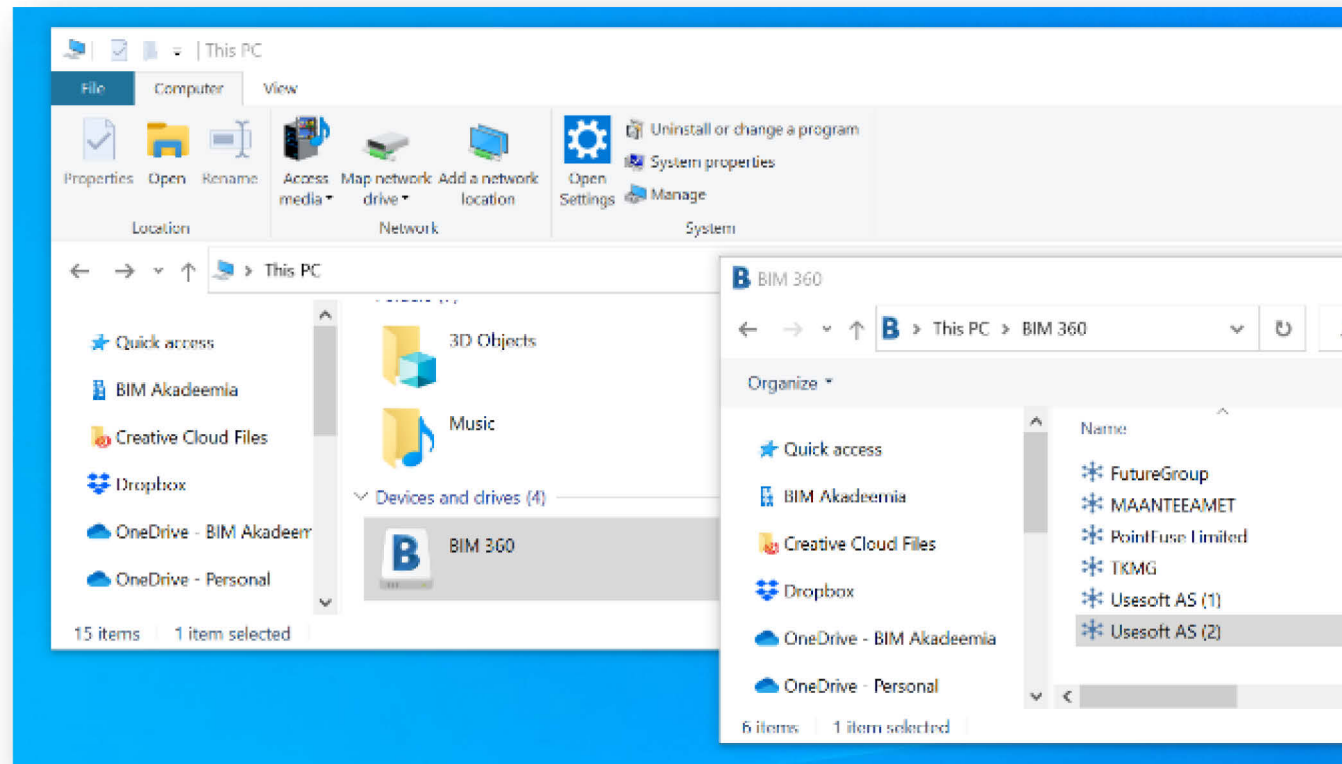 This PC
File Computer View
Properties Open Rename Access media Map network drive Add a network location Open Settings Uninstall or change a program
System properties
Manage
Location Network System
This PC
3D Objects
Quick access
BIM Akadeemia
Music
Creative Cloud Files
Dropbox
Devices and drives (4)
OneDrive - BIM Akadeem
BIM 360
OneDrive - Personal
15 items 1 item selected
BIM 360
This PC BIM 360
Organize
Name
Quick access
FutureGroup
BIM Akadeemia
MAANTEEAMET
PointFuse Limited
Creative Cloud Files
TKMG
Dropbox
Usesoft AS (1)
Usesoft AS (2)
OneDrive - BIM Akadeemia
OneDrive - Personal
6 items 1 item selected